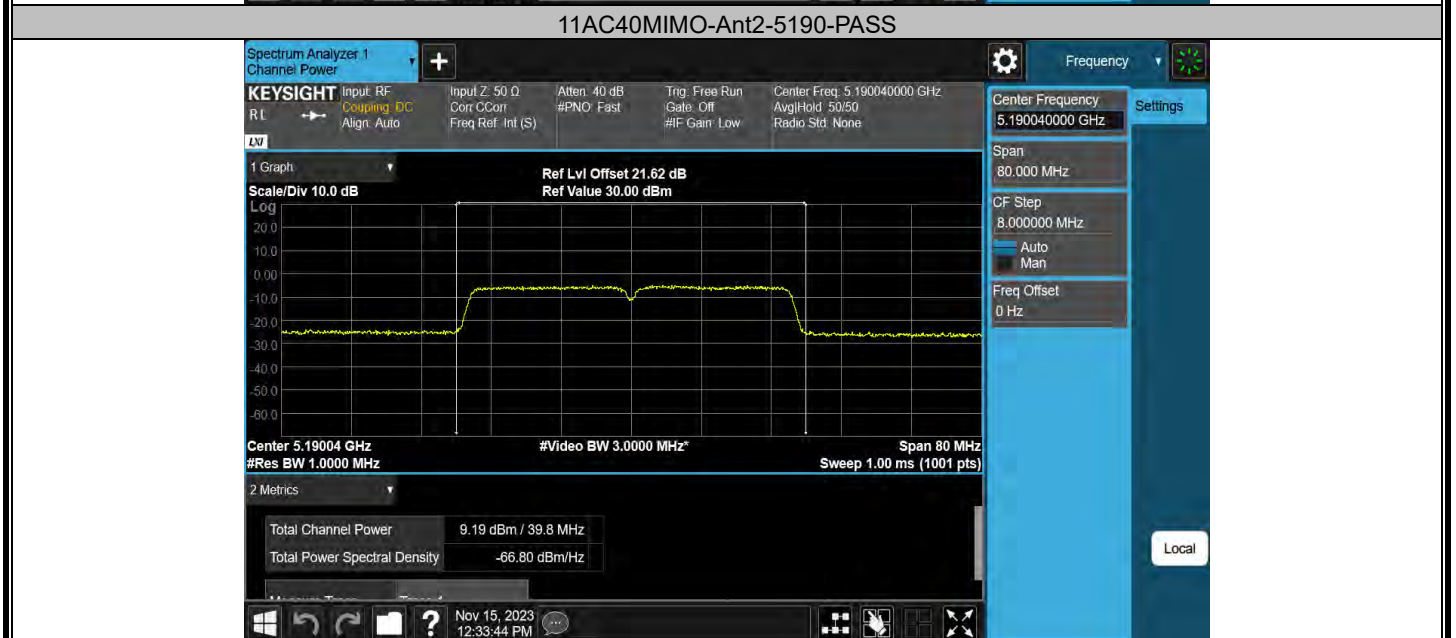 11AC40MIMO-Ant2-5190-PASS
Spectrum Analyzer 1
Channel Power
Frequency
KEYSIGHT
RL
LXI
Input: RF
Coupling: DC
Align: Auto
Input Z: 50 Ω
Corr CCorr
Freq Ref: Int (S)
Atten: 40 dB
#PNO: Fast
Trig: Free Run
Gate: Off
#IF Gain: Low
Center Freq: 5.190040000 GHz
Avg|Hold: 50/50
Radio Std: None
Center Frequency
5.190040000 GHz
Settings
Span
80.000 MHz
CF Step
8.000000 MHz
Auto
Man
Freq Offset
0 Hz
Local
1 Graph
Scale/Div 10.0 dB
Ref Lvl Offset 21.62 dB
Ref Value 30.00 dBm
Log
20.0
10.0
0.00
-10.0
-20.0
-30.0
-40.0
-50.0
-60.0
Center 5.19004 GHz
#Video BW 3.0000 MHz*
Span 80 MHz
#Res BW 1.0000 MHz
Sweep 1.00 ms (1001 pts)
2 Metrics
Total Channel Power 9.19 dBm / 39.8 MHz
Total Power Spectral Density -66.80 dBm/Hz
?
Nov 15, 2023
12:33:44 PM